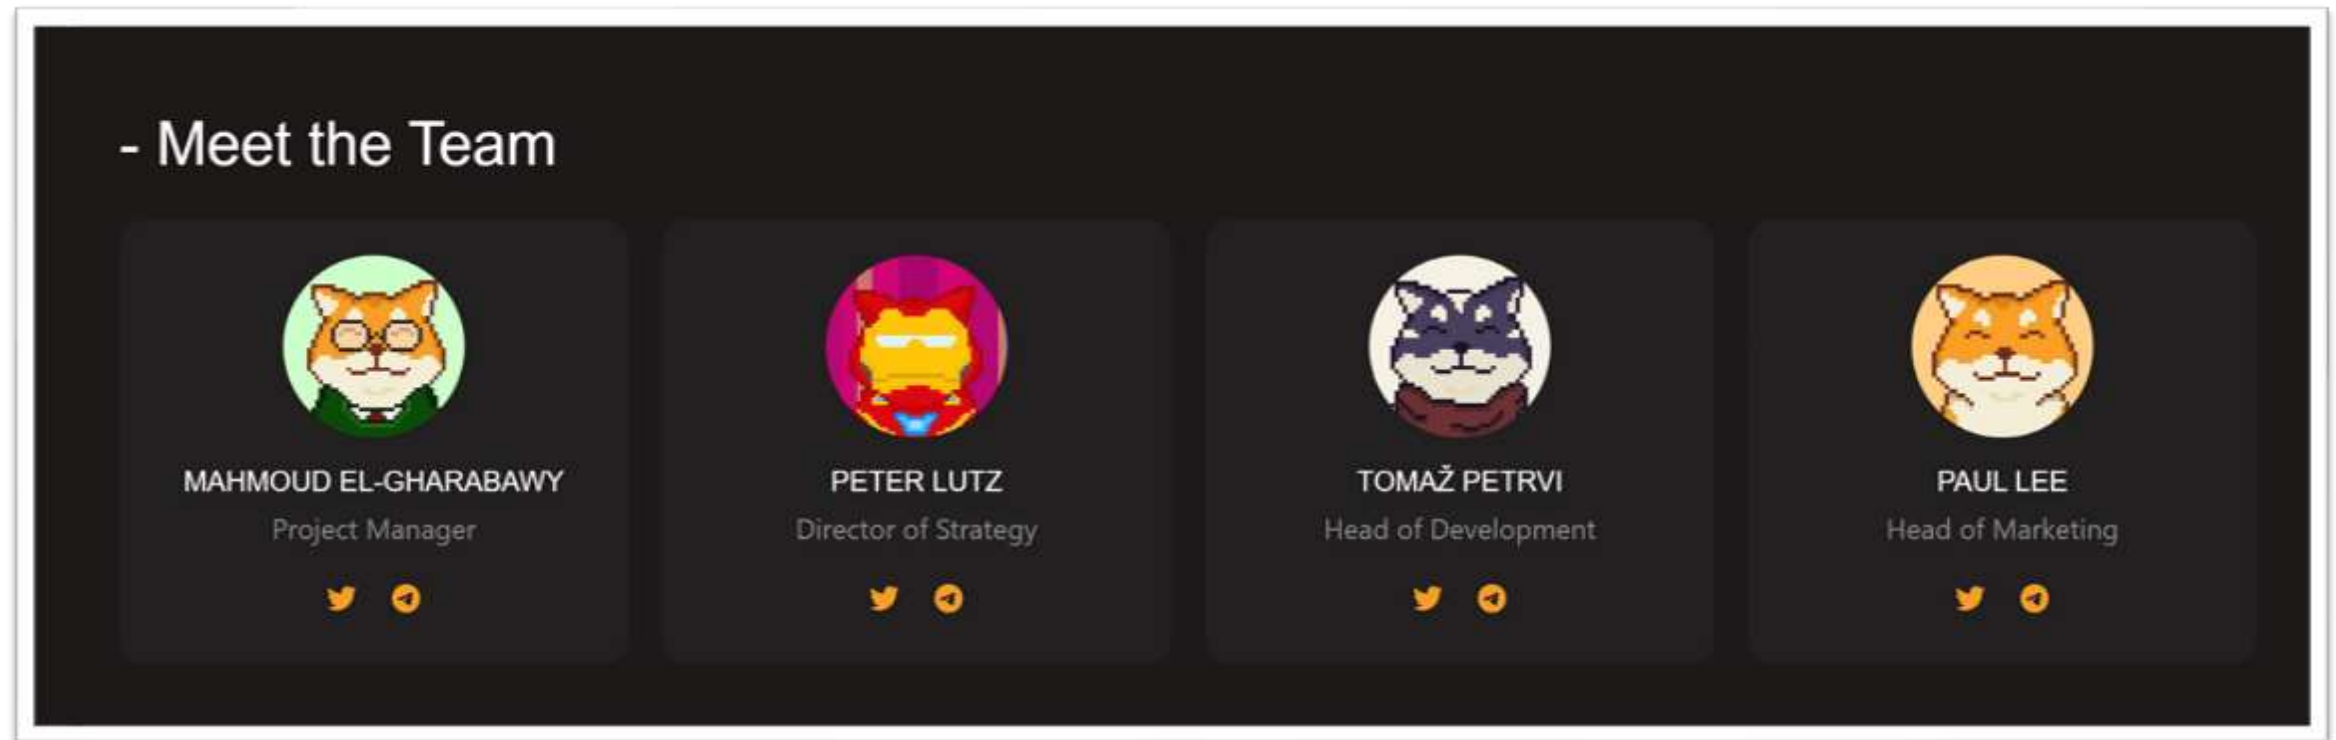 - Meet the Team
MAHMOUD EL-GHARABAWY
Project Manager
PETER LUTZ
Director of Strategy
TOMAŽ PETRVI
Head of Development
PAUL LEE
Head of Marketing